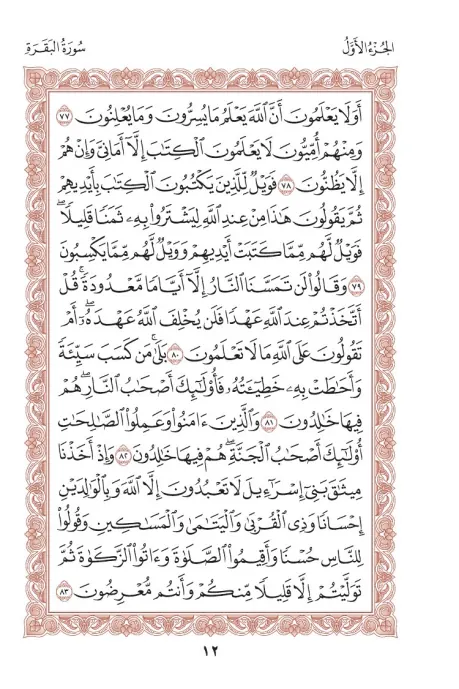 الجُزْءُ الأَوَّلُ سُورَةُ البَقَرَةِ
أَوَلَا يَعْلَمُونَ أَنَّ ٱللَّهَ يَعْلَمُ مَا يُسِرُّونَ وَمَا يُعْلِنُونَ ٧٧
وَمِنْهُمْ أُمِّيُّونَ لَا يَعْلَمُونَ ٱلْكِتَٰبَ إِلَّآ أَمَانِىَّ وَإِنْ هُمْ
إِلَّا يَظُنُّونَ ٧٨ فَوَيْلٌ لِّلَّذِينَ يَكْتُبُونَ ٱلْكِتَٰبَ بِأَيْدِيهِمْ
ثُمَّ يَقُولُونَ هَٰذَا مِنْ عِندِ ٱللَّهِ لِيَشْتَرُوا۟ بِهِۦ ثَمَنًا قَلِيلًا ۖ
فَوَيْلٌ لَّهُم مِّمَّا كَتَبَتْ أَيْدِيهِمْ وَوَيْلٌ لَّهُم مِّمَّا يَكْسِبُونَ
٧٩ وَقَالُوا۟ لَن تَمَسَّنَا ٱلنَّارُ إِلَّآ أَيَّامًا مَّعْدُودَةً ۚ قُلْ
أَتَّخَذْتُمْ عِندَ ٱللَّهِ عَهْدًا فَلَن يُخْلِفَ ٱللَّهُ عَهْدَهُۥٓ ۖ أَمْ
تَقُولُونَ عَلَى ٱللَّهِ مَا لَا تَعْلَمُونَ ٨٠ بَلَىٰ ۚ مَن كَسَبَ سَيِّئَةً
وَأَحَٰطَتْ بِهِۦ خَطِيٓـَٔتُهُۥ فَأُو۟لَٰٓئِكَ أَصْحَٰبُ ٱلنَّارِ ۖ هُمْ
فِيهَا خَٰلِدُونَ ٨١ وَٱلَّذِينَ ءَامَنُوا۟ وَعَمِلُوا۟ ٱلصَّٰلِحَٰتِ
أُو۟لَٰٓئِكَ أَصْحَٰبُ ٱلْجَنَّةِ ۖ هُمْ فِيهَا خَٰلِدُونَ ٨٢ وَإِذْ أَخَذْنَا
مِيثَٰقَ بَنِىٓ إِسْرَٰٓءِيلَ لَا تَعْبُدُونَ إِلَّا ٱللَّهَ وَبِٱلْوَٰلِدَيْنِ
إِحْسَانًا وَذِى ٱلْقُرْبَىٰ وَٱلْيَتَٰمَىٰ وَٱلْمَسَٰكِينِ وَقُولُوا۟
لِلنَّاسِ حُسْنًا وَأَقِيمُوا۟ ٱلصَّلَوٰةَ وَءَاتُوا۟ ٱلزَّكَوٰةَ ثُمَّ
تَوَلَّيْتُمْ إِلَّا قَلِيلًا مِّنكُمْ وَأَنتُم مُّعْرِضُونَ ٨٣
١٢